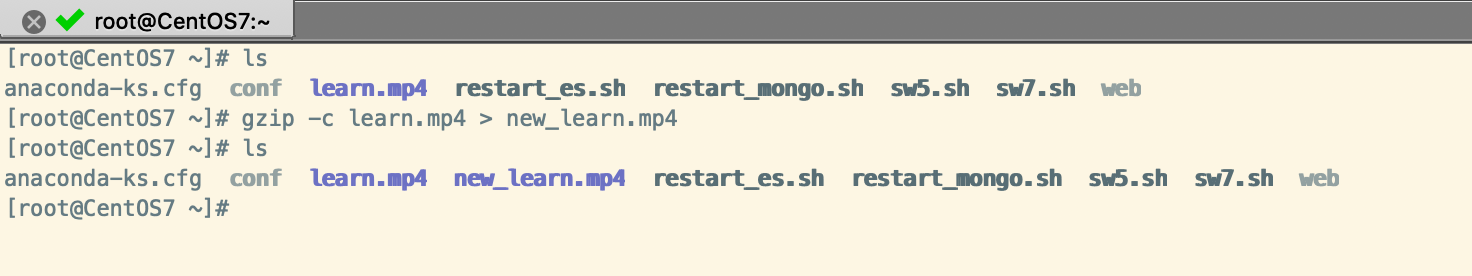 root@CentOS7:~
[root@CentOS7 ~]# ls
anaconda-ks.cfg  conf  learn.mp4  restart_es.sh  restart_mongo.sh  sw5.sh  sw7.sh  web
[root@CentOS7 ~]# gzip -c learn.mp4 > new_learn.mp4
[root@CentOS7 ~]# ls
anaconda-ks.cfg  conf  learn.mp4  new_learn.mp4  restart_es.sh  restart_mongo.sh  sw5.sh  sw7.sh  web
[root@CentOS7 ~]#